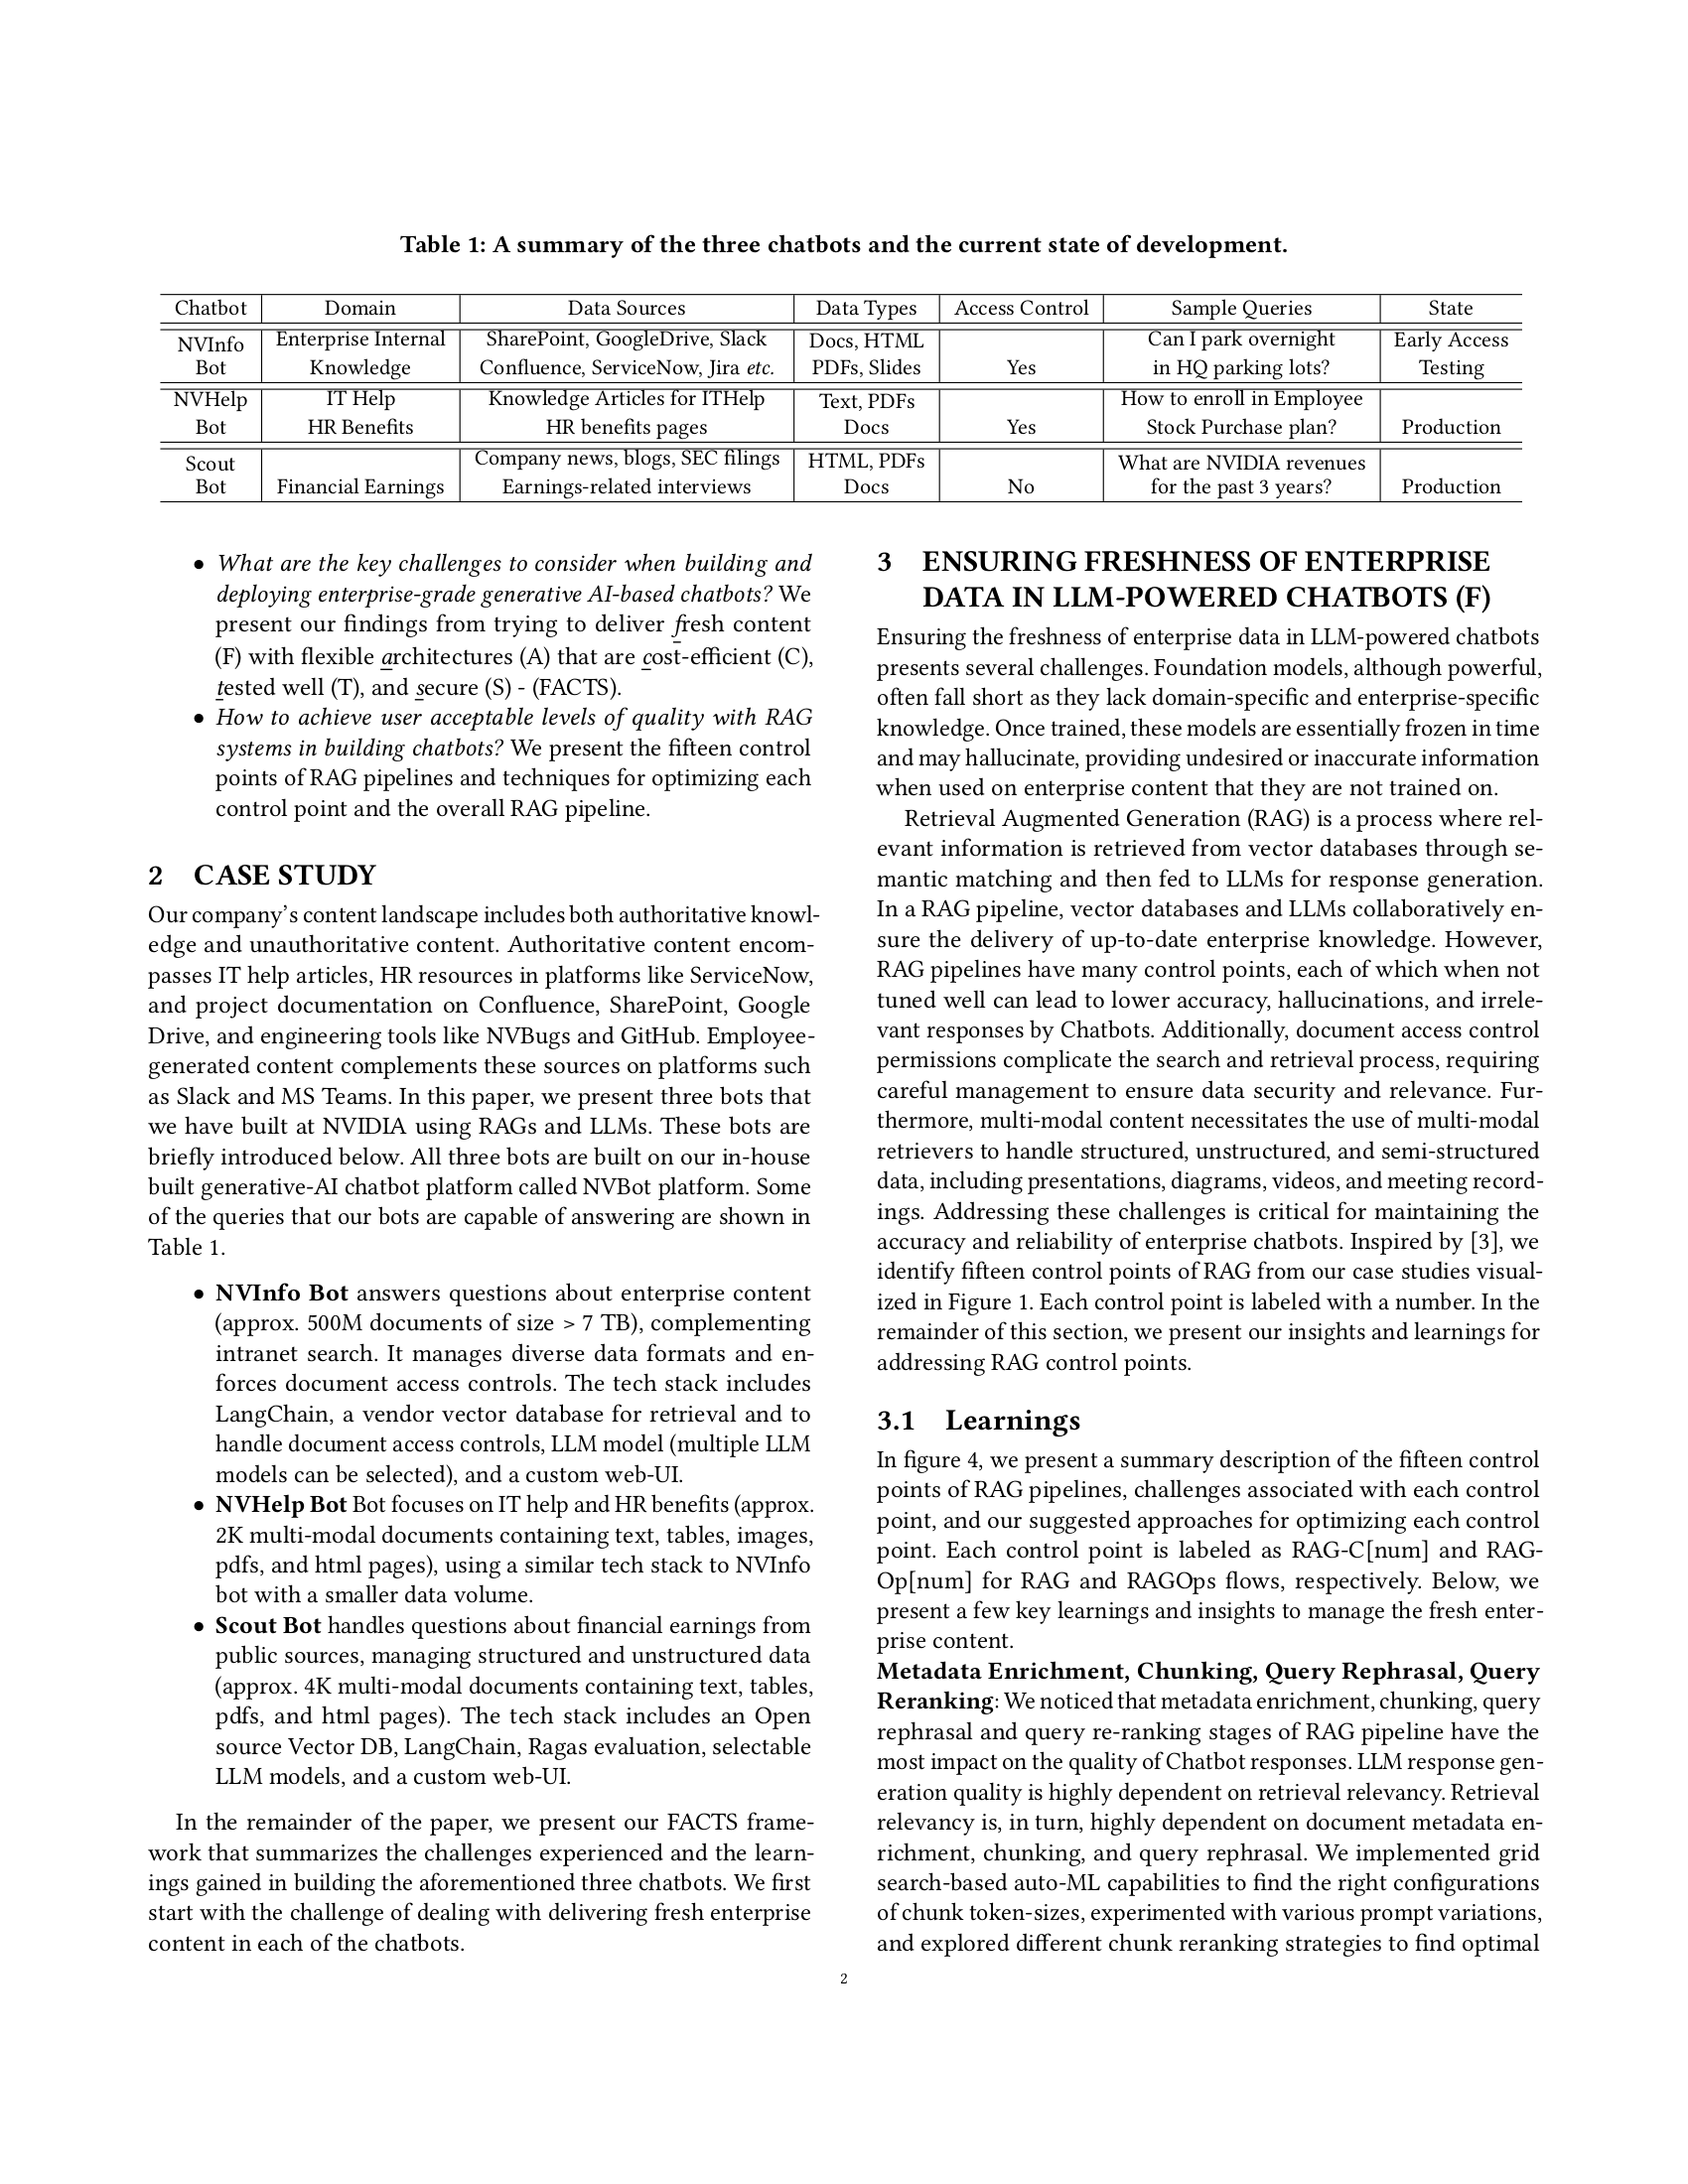 Table 1: A summary of the three chatbots and the current state of development.
Chatbot Domain Data Sources Data Types Access Control Sample Queries State
NVInfo Enterprise Internal SharePoint, GoogleDrive, Slack Docs, HTML Can I park overnight Early Access
Bot Knowledge Confluence, ServiceNow, Jira etc. PDFs, Slides Yes in HQ parking lots? Testing
NVHelp IT Help Knowledge Articles for ITHelp Text, PDFs How to enroll in Employee
Bot HR Benefits HR benefits pages Docs Yes Stock Purchase plan? Production
Scout Company news, blogs, SEC filings HTML, PDFs What are NVIDIA revenues
Bot Financial Earnings Earnings-related interviews Docs No for the past 3 years? Production
• What are the key challenges to consider when building and
deploying enterprise-grade generative AI-based chatbots? We
present our findings from trying to deliver fresh content
(F) with flexible architectures (A) that are cost-efficient (C),
tested well (T), and secure (S) - (FACTS).
• How to achieve user acceptable levels of quality with RAG
systems in building chatbots? We present the fifteen control
points of RAG pipelines and techniques for optimizing each
control point and the overall RAG pipeline.
2 CASE STUDY
Our company's content landscape includes both authoritative knowl-
edge and unauthoritative content. Authoritative content encom-
passes IT help articles, HR resources in platforms like ServiceNow,
and project documentation on Confluence, SharePoint, Google
Drive, and engineering tools like NVBugs and GitHub. Employee-
generated content complements these sources on platforms such
as Slack and MS Teams. In this paper, we present three bots that
we have built at NVIDIA using RAGs and LLMs. These bots are
briefly introduced below. All three bots are built on our in-house
built generative-AI chatbot platform called NVBot platform. Some
of the queries that our bots are capable of answering are shown in
Table 1.
• NVInfo Bot answers questions about enterprise content
(approx. 500M documents of size > 7 TB), complementing
intranet search. It manages diverse data formats and en-
forces document access controls. The tech stack includes
LangChain, a vendor vector database for retrieval and to
handle document access controls, LLM model (multiple LLM
models can be selected), and a custom web-UI.
• NVHelp Bot Bot focuses on IT help and HR benefits (approx.
2K multi-modal documents containing text, tables, images,
pdfs, and html pages), using a similar tech stack to NVInfo
bot with a smaller data volume.
• Scout Bot handles questions about financial earnings from
public sources, managing structured and unstructured data
(approx. 4K multi-modal documents containing text, tables,
pdfs, and html pages). The tech stack includes an Open
source Vector DB, LangChain, Ragas evaluation, selectable
LLM models, and a custom web-UI.
In the remainder of the paper, we present our FACTS frame-
work that summarizes the challenges experienced and the learn-
ings gained in building the aforementioned three chatbots. We first
start with the challenge of dealing with delivering fresh enterprise
content in each of the chatbots.
3 ENSURING FRESHNESS OF ENTERPRISE
DATA IN LLM-POWERED CHATBOTS (F)
Ensuring the freshness of enterprise data in LLM-powered chatbots
presents several challenges. Foundation models, although powerful,
often fall short as they lack domain-specific and enterprise-specific
knowledge. Once trained, these models are essentially frozen in time
and may hallucinate, providing undesired or inaccurate information
when used on enterprise content that they are not trained on.
Retrieval Augmented Generation (RAG) is a process where rel-
evant information is retrieved from vector databases through se-
mantic matching and then fed to LLMs for response generation.
In a RAG pipeline, vector databases and LLMs collaboratively en-
sure the delivery of up-to-date enterprise knowledge. However,
RAG pipelines have many control points, each of which when not
tuned well can lead to lower accuracy, hallucinations, and irrele-
vant responses by Chatbots. Additionally, document access control
permissions complicate the search and retrieval process, requiring
careful management to ensure data security and relevance. Fur-
thermore, multi-modal content necessitates the use of multi-modal
retrievers to handle structured, unstructured, and semi-structured
data, including presentations, diagrams, videos, and meeting record-
ings. Addressing these challenges is critical for maintaining the
accuracy and reliability of enterprise chatbots. Inspired by [3], we
identify fifteen control points of RAG from our case studies visual-
ized in Figure 1. Each control point is labeled with a number. In the
remainder of this section, we present our insights and learnings for
addressing RAG control points.
3.1 Learnings
In figure 4, we present a summary description of the fifteen control
points of RAG pipelines, challenges associated with each control
point, and our suggested approaches for optimizing each control
point. Each control point is labeled as RAG-C[num] and RAG-
Op[num] for RAG and RAGOps flows, respectively. Below, we
present a few key learnings and insights to manage the fresh enter-
prise content.
Metadata Enrichment, Chunking, Query Rephrasal, Query
Reranking: We noticed that metadata enrichment, chunking, query
rephrasal and query re-ranking stages of RAG pipeline have the
most impact on the quality of Chatbot responses. LLM response gen-
eration quality is highly dependent on retrieval relevancy. Retrieval
relevancy is, in turn, highly dependent on document metadata en-
richment, chunking, and query rephrasal. We implemented grid
search-based auto-ML capabilities to find the right configurations
of chunk token-sizes, experimented with various prompt variations,
and explored different chunk reranking strategies to find optimal
2